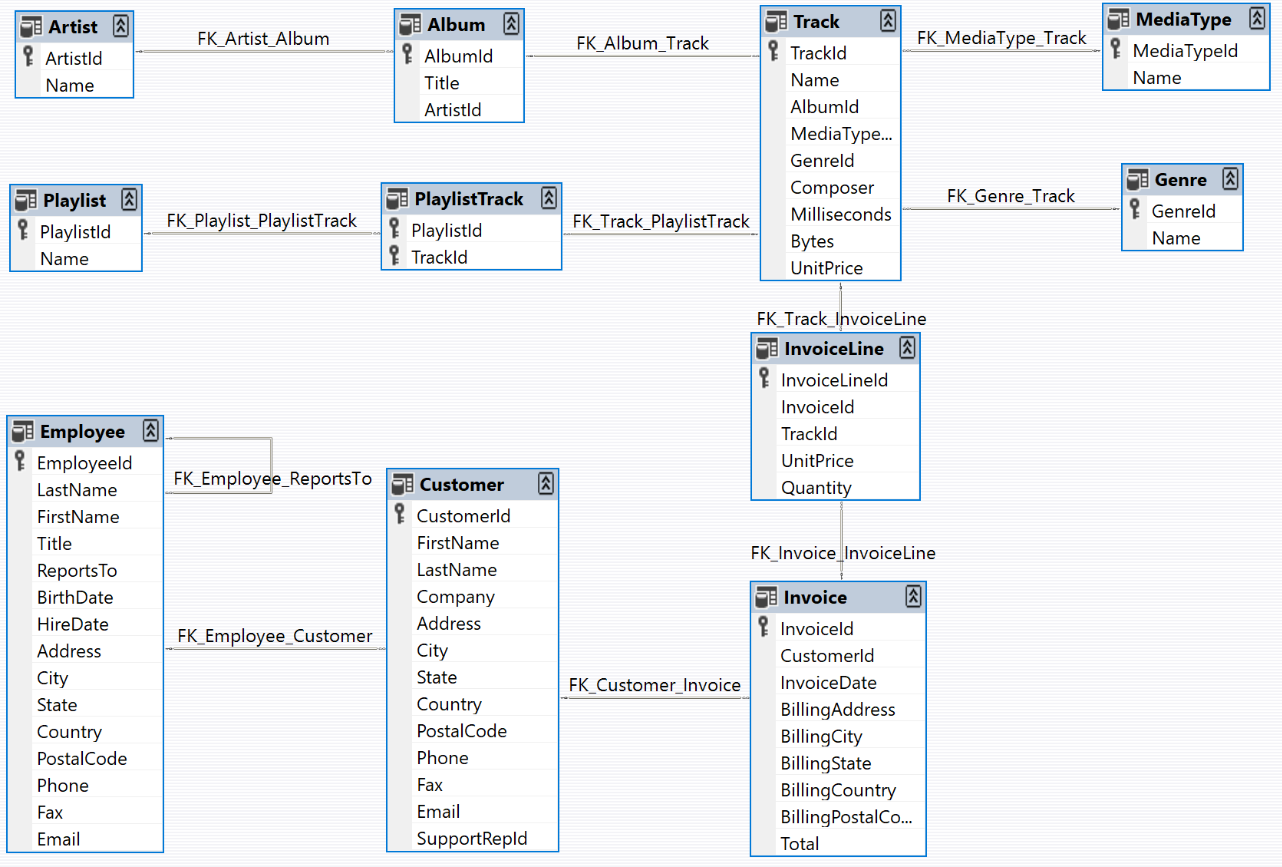 Artist
ArtistId
Name
FK_Artist_Album
Album
AlbumId
Title
ArtistId
FK_Album_Track
Track
TrackId
Name
AlbumId
MediaType...
GenreId
Composer
Milliseconds
Bytes
UnitPrice
FK_MediaType_Track
MediaType
MediaTypeId
Name
Playlist
PlaylistId
Name
FK_Playlist_PlaylistTrack
PlaylistTrack
PlaylistId
TrackId
FK_Track_PlaylistTrack
FK_Genre_Track
Genre
GenreId
Name
FK_Track_InvoiceLine
InvoiceLine
InvoiceLineId
InvoiceId
TrackId
UnitPrice
Quantity
Employee
EmployeeId
LastName
FirstName
Title
ReportsTo
BirthDate
HireDate
Address
City
State
Country
PostalCode
Phone
Fax
Email
FK_Employee_ReportsTo
FK_Employee_Customer
Customer
CustomerId
FirstName
LastName
Company
Address
City
State
Country
PostalCode
Phone
Fax
Email
SupportRepId
FK_Customer_Invoice
FK_Invoice_InvoiceLine
Invoice
InvoiceId
CustomerId
InvoiceDate
BillingAddress
BillingCity
BillingState
BillingCountry
BillingPostalCo...
Total